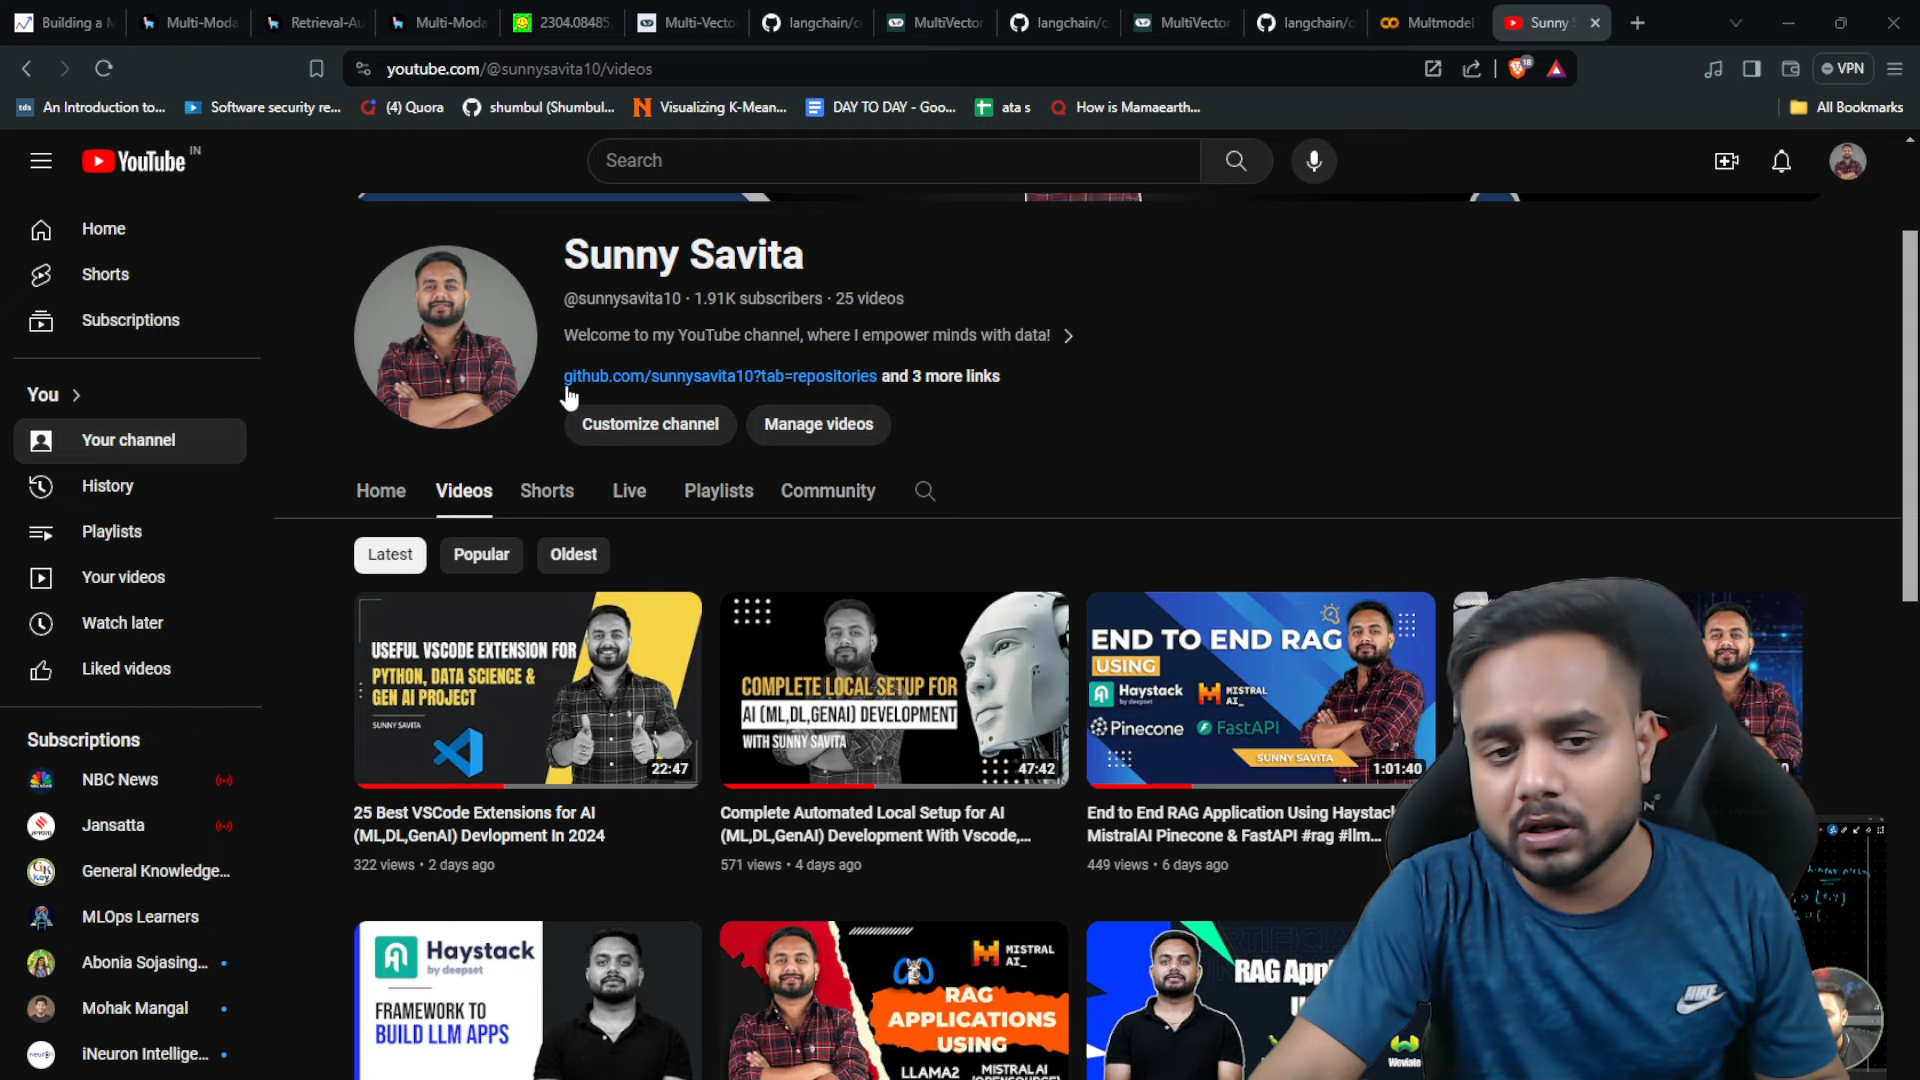 Building a M
Multi-Moda
Retrieval-Au
Multi-Moda
2304.08485.
Multi-Vecto
langchain/c
MultiVector
langchain/c
MultiVector
langchain/c
Multmodel
Sunny S
youtube.com/@sunnysavita10/videos
18
VPN
tds An Introduction to...
Software security re...
(4) Quora
shumbul (Shumbul...
Visualizing K-Mean...
DAY TO DAY - Goo...
ata s
How is Mamaearth...
All Bookmarks
YouTube IN
Search
Home
Shorts
Subscriptions
You
Your channel
History
Playlists
Your videos
Watch later
Liked videos
Subscriptions
NBC News
Jansatta
General Knowledge...
MLOps Learners
Abonia Sojasing...
Mohak Mangal
iNeuron Intellige...
Sunny Savita
@sunnysavita10 · 1.91K subscribers · 25 videos
Welcome to my YouTube channel, where I empower minds with data!
github.com/sunnysavita10?tab=repositories and 3 more links
Customize channel
Manage videos
Home
Videos
Shorts
Live
Playlists
Community
Latest
Popular
Oldest
USEFUL VSCODE EXTENSION FOR
PYTHON, DATA SCIENCE &
GEN AI PROJECT
SUNNY SAVITA
22:47
25 Best VSCode Extensions for AI
(ML,DL,GenAI) Devlopment In 2024
322 views · 2 days ago
COMPLETE LOCAL SETUP FOR
AI (ML,DL,GENAI) DEVELOPMENT
WITH SUNNY SAVITA
47:42
Complete Automated Local Setup for AI
(ML,DL,GenAI) Development With Vscode,...
571 views · 4 days ago
END TO END RAG
USING
Haystack
by deepset
MISTRAL
AI_
Pinecone
FastAPI
SUNNY SAVITA
1:01:40
End to End RAG Application Using Haystack
MistralAI Pinecone & FastAPI #rag #llm...
449 views · 6 days ago
Haystack
by deepset
FRAMEWORK TO
BUILD LLM APPS
MISTRAL
AI_
RAG
APPLICATIONS
USING
LLAMA2
MISTRAL AI
RAG App
Weviate
NIKE